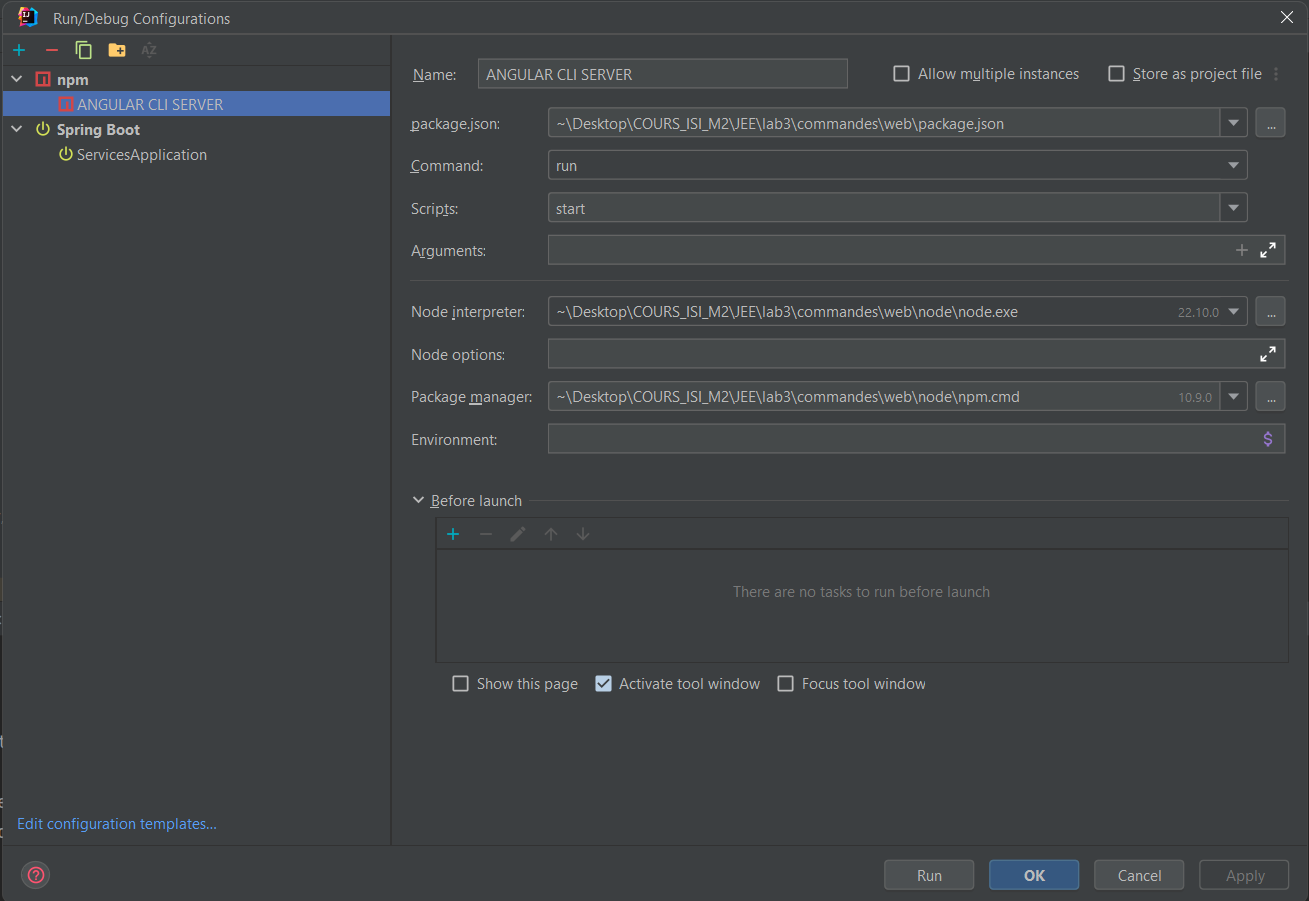 Run/Debug Configurations
npm
ANGULAR CLI SERVER
Spring Boot
ServicesApplication
Edit configuration templates...
Name: ANGULAR CLI SERVER Allow multiple instances Store as project file
package.json: ~\Desktop\COURS_ISI_M2\JEE\lab3\commandes\web\package.json ...
Command: run
Scripts: start
Arguments:
Node interpreter: ~\Desktop\COURS_ISI_M2\JEE\lab3\commandes\web\node\node.exe 22.10.0 ...
Node options:
Package manager: ~\Desktop\COURS_ISI_M2\JEE\lab3\commandes\web\node\npm.cmd 10.9.0 ...
Environment: $
Before launch
There are no tasks to run before launch
Show this page Activate tool window Focus tool window
? Run OK Cancel Apply